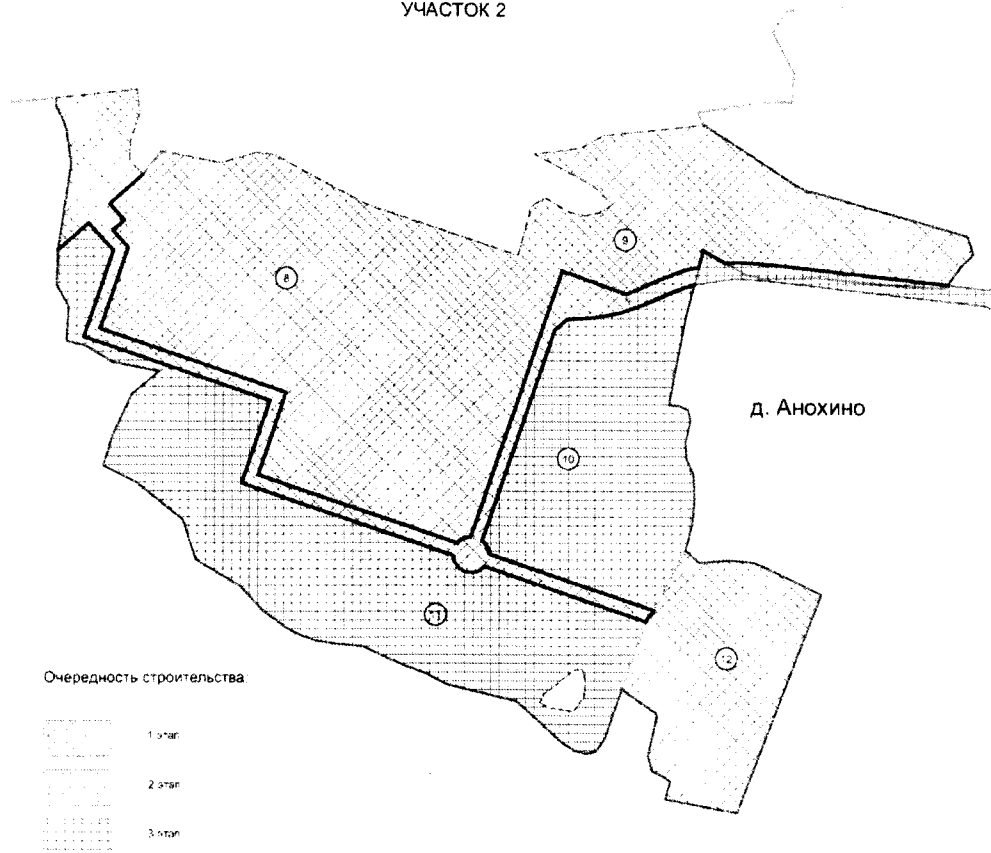 УЧАСТОК 2
9
8
д. Анохино
10
11
12
Очередность строительства
1 этап
2 этап
3 этап